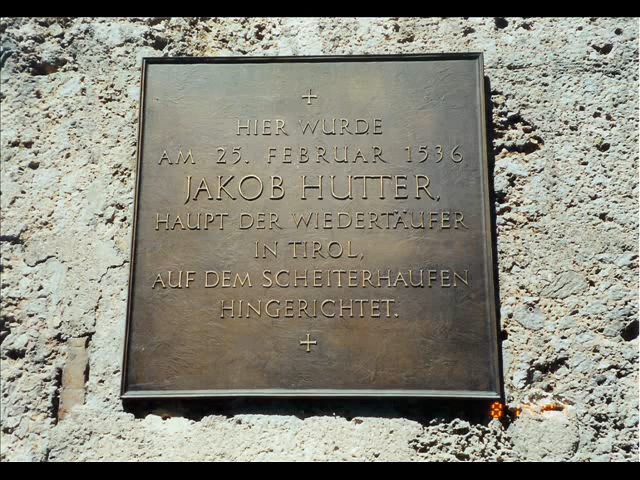 HIER WURDE
AM 25. FEBRUAR 1536
JAKOB HUTTER,
HAUPT DER WIEDERTÄUFER
IN TIROL,
AUF DEM SCHEITERHAUFEN
HINGERICHTET.